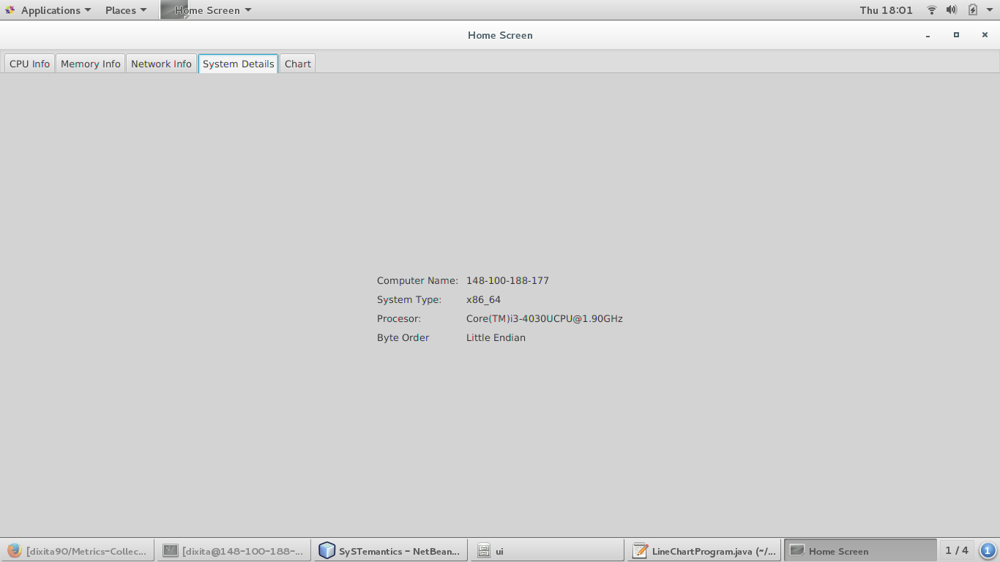 Applications Places Home Screen Thu 18:01
Home Screen
CPU Info Memory Info Network Info System Details Chart
Computer Name: 148-100-188-177
System Type: x86_64
Procesor: Core(TM)i3-4030UCPU@1.90GHz
Byte Order Little Endian
[dixita90/Metrics-Collec... [dixita@148-100-188-... SySTemantics - NetBean... ui LineChartProgram.java (~/... Home Screen 1 / 4 1